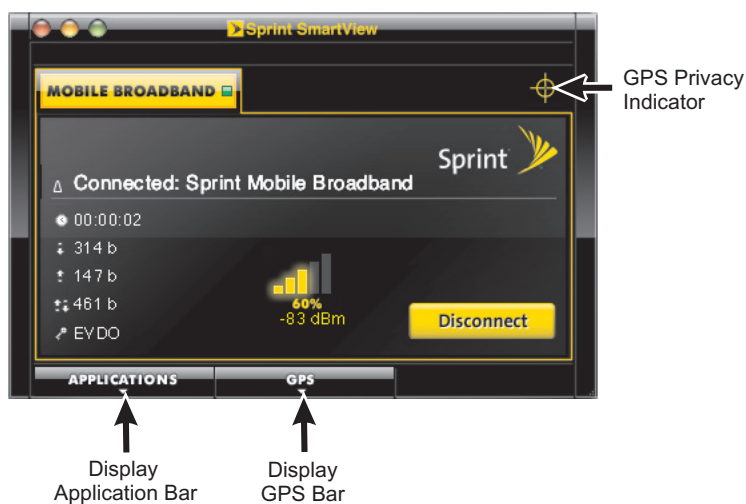 Sprint SmartView
MOBILE BROADBAND
GPS Privacy
Indicator
Sprint
Connected: Sprint Mobile Broadband
00:00:02
314 b
147 b
461 b
EVDO
60%
-83 dBm
Disconnect
APPLICATIONS
GPS
Display
Application Bar
Display
GPS Bar